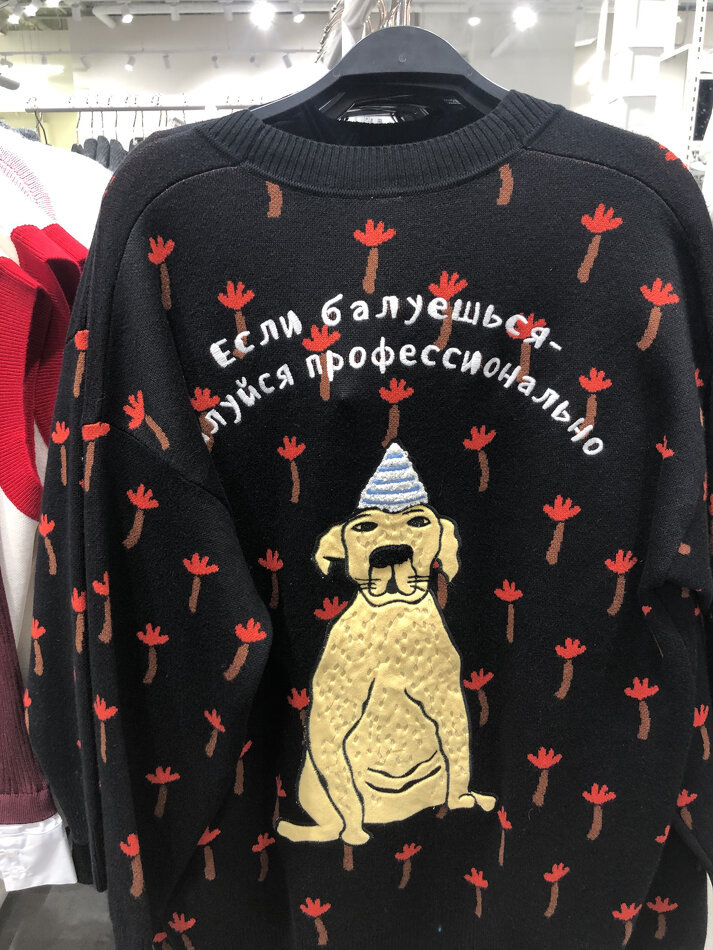 Если балуешься-
луйся профессионально